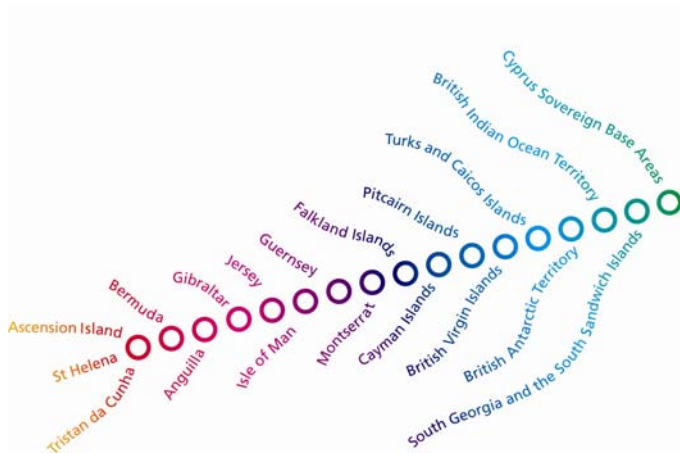 Ascension Island
St Helena
Tristan da Cunha
Bermuda
Anguilla
Gibraltar
Jersey
Isle of Man
Guernsey
Montserrat
Falkland Islands
Cayman Islands
Pitcairn Islands
British Virgin Islands
Turks and Caicos Islands
British Antarctic Territory
British Indian Ocean Territory
South Georgia and the South Sandwich Islands
Cyprus Sovereign Base Areas